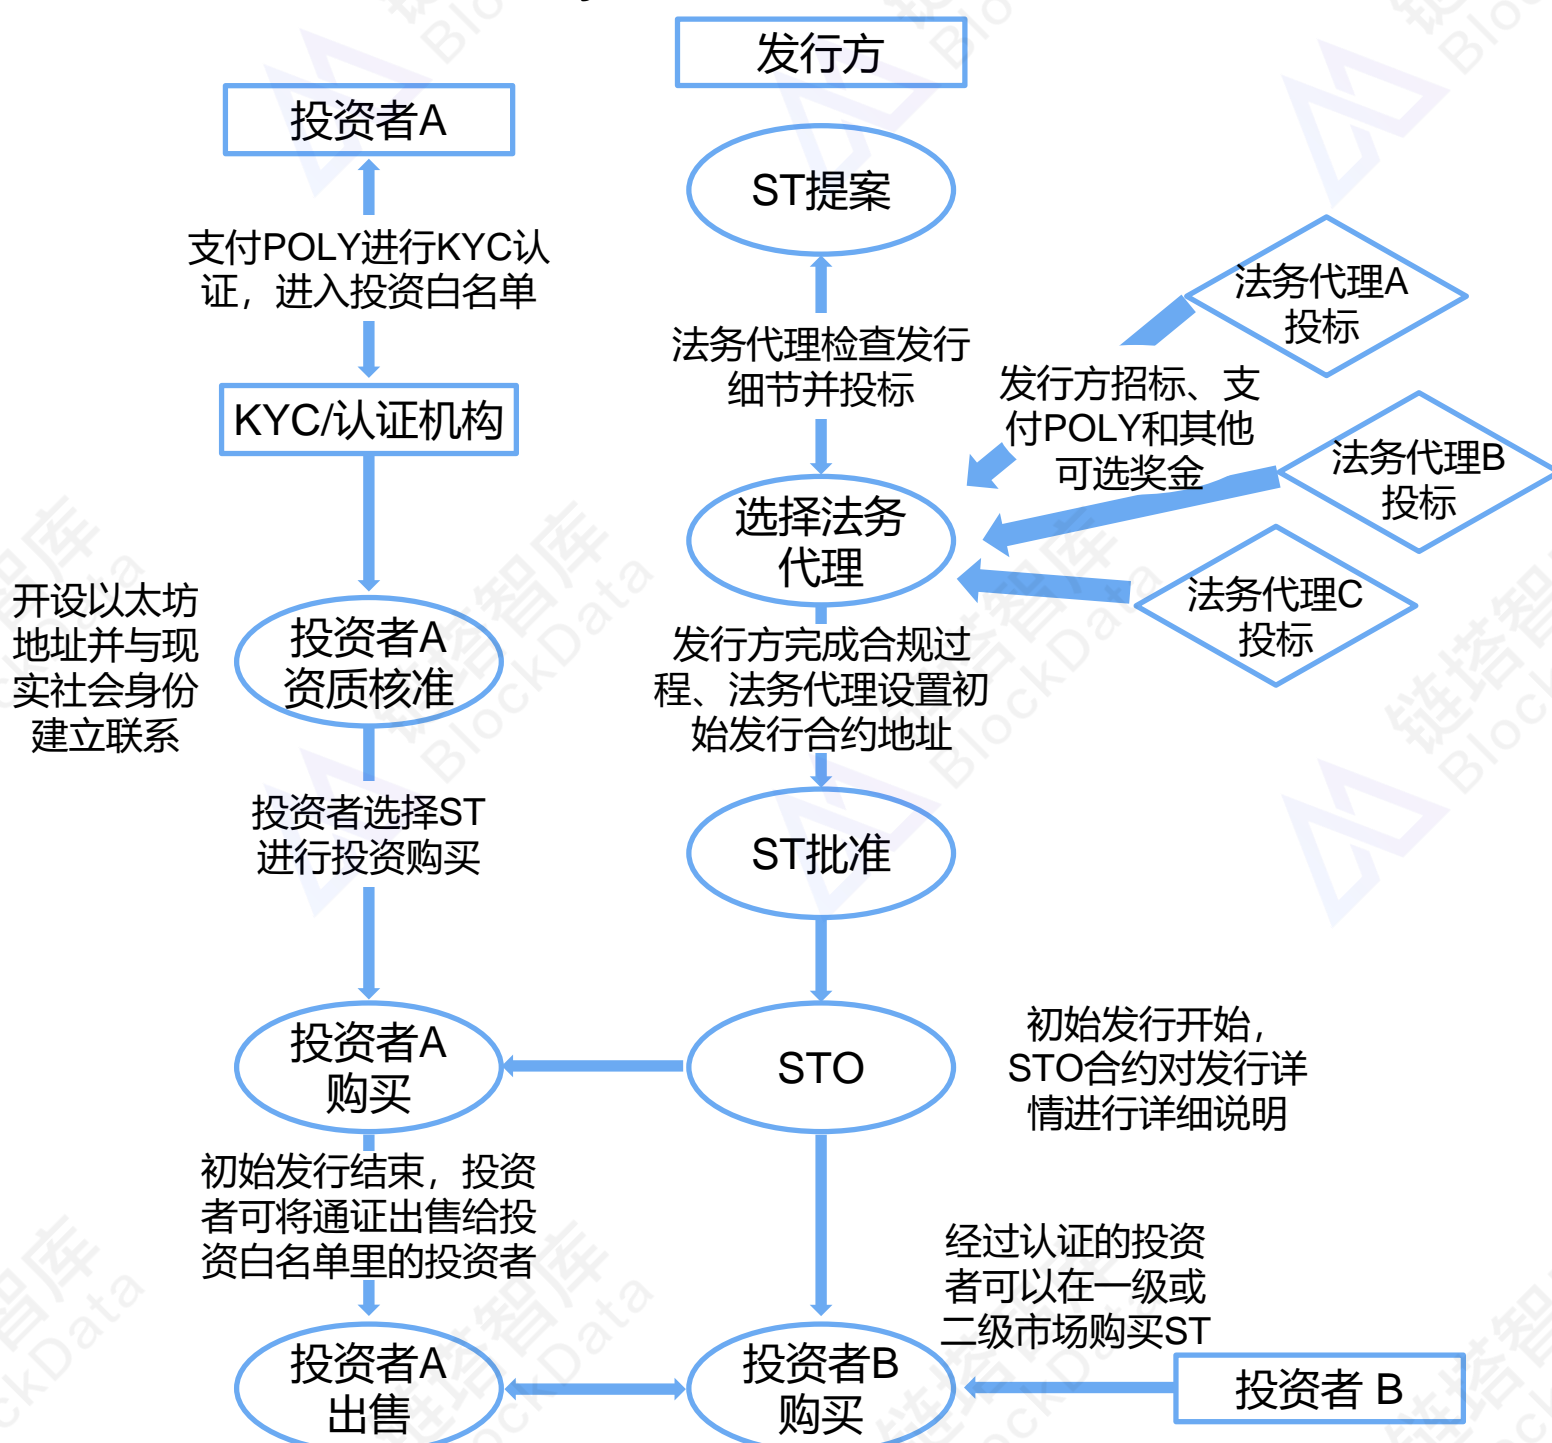 发行方
投资者A
ST提案
支付POLY进行KYC认
证，进入投资白名单
法务代理A
投标
法务代理检查发行
细节并投标
发行方招标、支
付POLY和其他
可选奖金
KYC/认证机构
法务代理B
投标
选择法务
代理
法务代理C
投标
开设以太坊
地址并与现
实社会身份
建立联系
投资者A
资质核准
发行方完成合规过
程、法务代理设置初
始发行合约地址
投资者选择ST
进行投资购买
ST批准
投资者A
购买
STO
初始发行开始，
STO合约对发行详
情进行详细说明
初始发行结束，投资
者可将通证出售给投
资白名单里的投资者
经过认证的投资
者可以在一级或
二级市场购买ST
投资者A
出售
投资者B
购买
投资者 B
链塔智库
BlockData